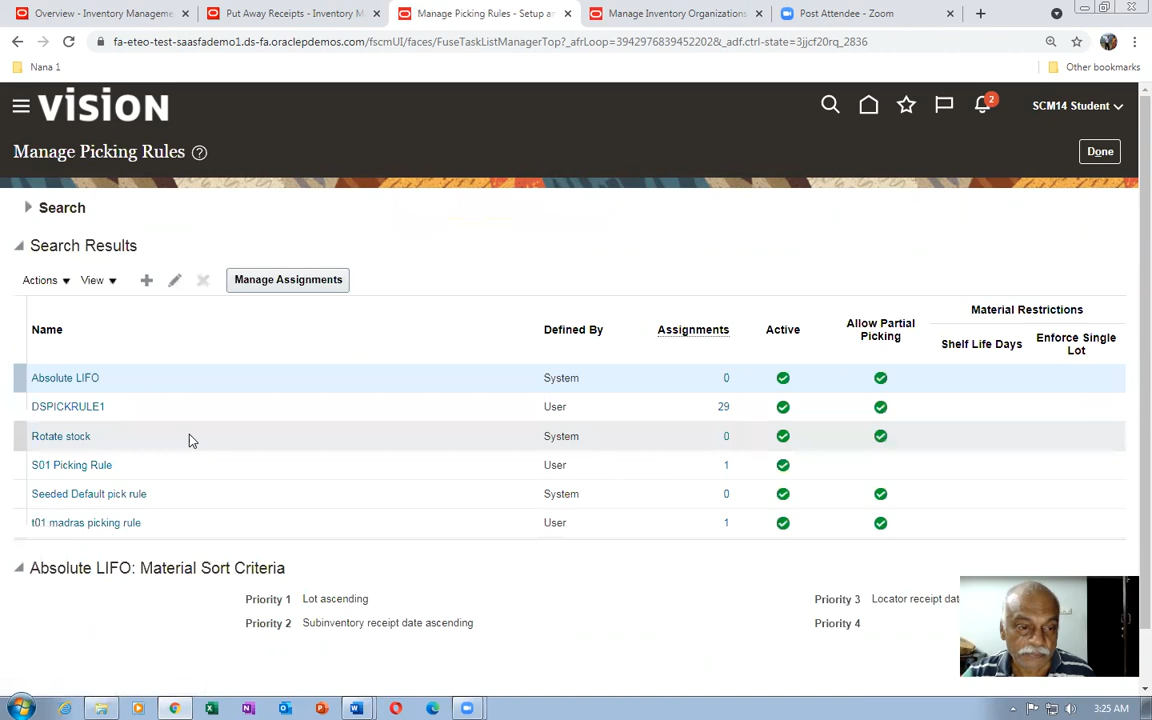 Overview - Inventory Manageme
Put Away Receipts - Inventory M
Manage Picking Rules - Setup a
Manage Inventory Organizations
Post Attendee - Zoom
fa-eteo-test-saasfademo1.ds-fa.oraclepdemos.com/fscmUI/faces/FuseTaskListManagerTop?_afrLoop=3942976839452202&_adf.ctrl-state=3jjcf20rq_2836
Nana 1
Other bookmarks
VISION
2
SCM14 Student
Manage Picking Rules
Done
Search
Search Results
Actions View Manage Assignments
Material Restrictions
Name Defined By Assignments Active Allow Partial Picking Shelf Life Days Enforce Single Lot
Absolute LIFO System 0
DSPICKRULE1 User 29
Rotate stock System 0
S01 Picking Rule User 1
Seeded Default pick rule System 0
t01 madras picking rule User 1
Absolute LIFO: Material Sort Criteria
Priority 1 Lot ascending Priority 3 Locator receipt dat
Priority 2 Subinventory receipt date ascending Priority 4
3:25 AM